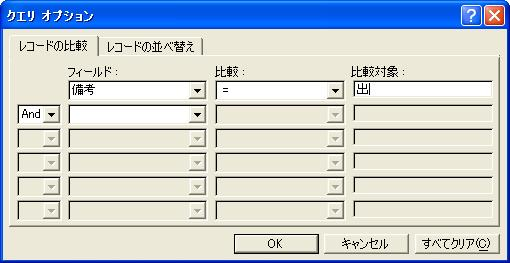 クエリ オプション
レコードの比較 レコードの並べ替え
フィールド: 比較: 比較対象:
備考 = 出
And
OK キャンセル すべてクリア(C)